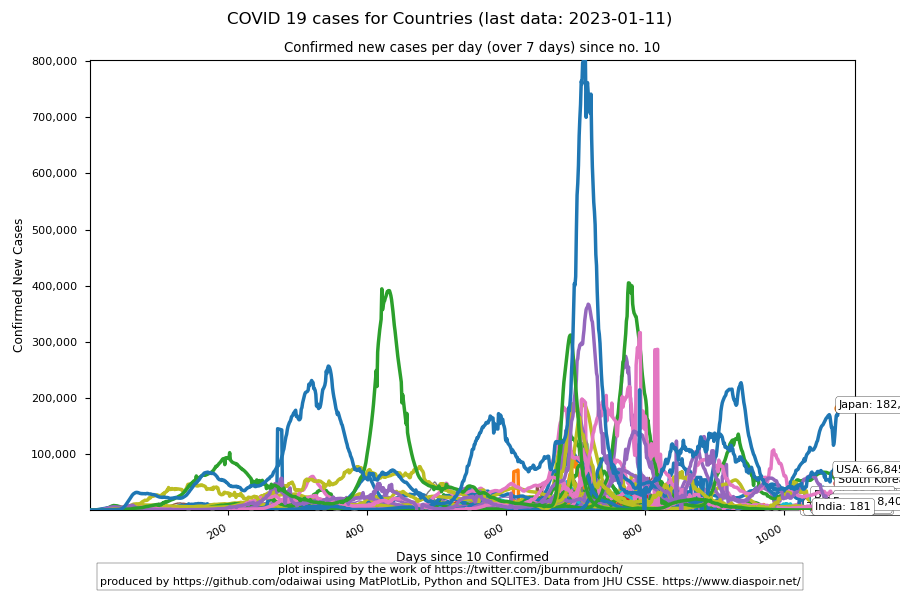 COVID 19 cases for Countries (last data: 2023-01-11)
Confirmed new cases per day (over 7 days) since no. 10
800,000
700,000
600,000
500,000
400,000
300,000
200,000
100,000
Confirmed New Cases
Japan: 182,
USA: 66,845
South Korea
8,40
India: 181
200
400
600
800
1000
Days since 10 Confirmed
plot inspired by the work of https://twitter.com/jburnmurdoch/
produced by https://github.com/odaiwai using MatPlotLib, Python and SQLITE3. Data from JHU CSSE. https://www.diaspoir.net/